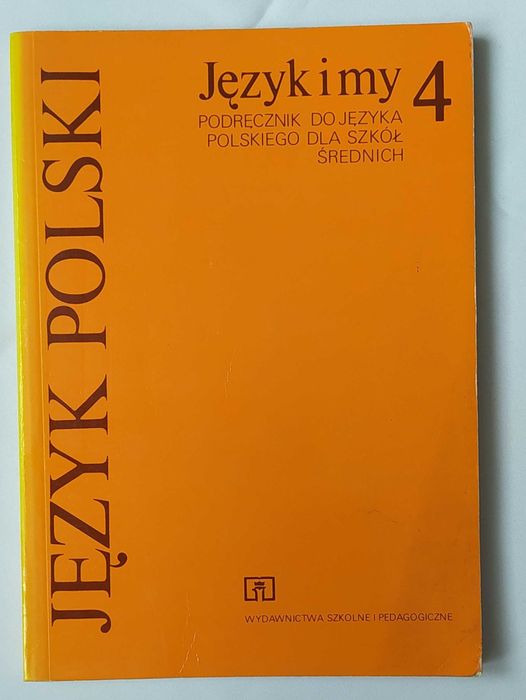 JĘZYK POLSKI
Język i my 4
PODRĘCZNIK DO JĘZYKA
POLSKIEGO DLA SZKÓŁ
ŚREDNICH
WYDAWNICTWA SZKOLNE I PEDAGOGICZNE